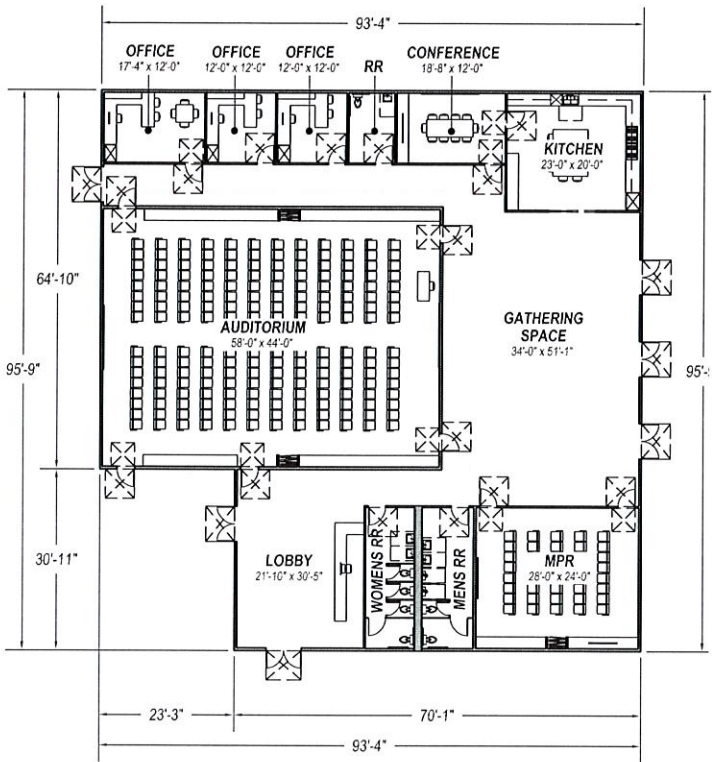 93'-4"
OFFICE
17'-4" x 12'-0"
OFFICE
12'-0" x 12'-0"
OFFICE
12'-0" x 12'-0"
RR
CONFERENCE
18'-8" x 12'-0"
KITCHEN
23'-0" x 20'-0"
64'-10"
95'-9"
AUDITORIUM
58'-0" x 44'-0"
GATHERING
SPACE
34'-0" x 51'-1"
95'-
30'-11"
LOBBY
21'-10" x 30'-5"
WOMENS RR
MENS RR
MPR
28'-0" x 24'-0"
23'-3"
70'-1"
93'-4"